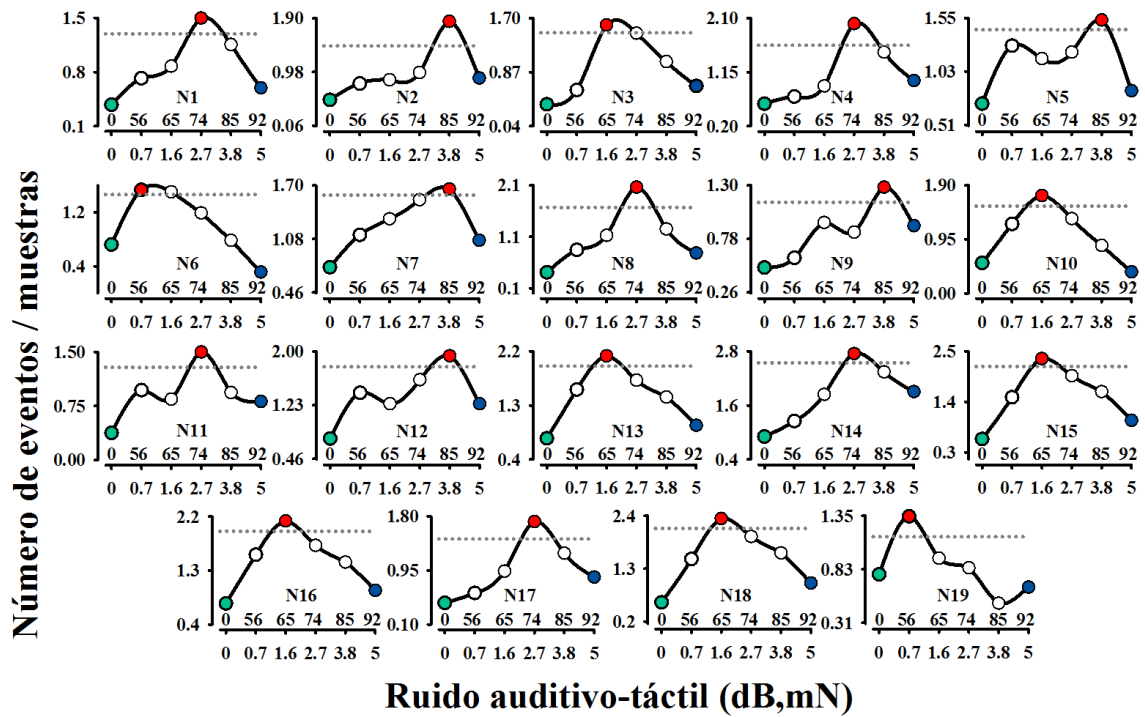 Número de eventos / muestras
1.5
0.8
0.1
N1
0 56 65 74 85 92
0 0.7 1.6 2.7 3.8 5
1.90
0.98
0.06
N2
0 56 65 74 85 92
0 0.7 1.6 2.7 3.8 5
1.70
0.87
0.04
N3
0 56 65 74 85 92
0 0.7 1.6 2.7 3.8 5
2.10
1.15
0.20
N4
0 56 65 74 85 92
0 0.7 1.6 2.7 3.8 5
1.55
1.03
0.51
N5
0 56 65 74 85 92
0 0.7 1.6 2.7 3.8 5
1.2
0.4
N6
0 56 65 74 85 92
0 0.7 1.6 2.7 3.8 5
1.70
1.08
0.46
N7
0 56 65 74 85 92
0 0.7 1.6 2.7 3.8 5
2.1
1.1
0.1
N8
0 56 65 74 85 92
0 0.7 1.6 2.7 3.8 5
1.30
0.78
0.26
N9
0 56 65 74 85 92
0 0.7 1.6 2.7 3.8 5
1.90
0.95
0.00
N10
0 56 65 74 85 92
0 0.7 1.6 2.7 3.8 5
1.50
0.75
0.00
N11
0 56 65 74 85 92
0 0.7 1.6 2.7 3.8 5
2.00
1.23
0.46
N12
0 56 65 74 85 92
0 0.7 1.6 2.7 3.8 5
2.2
1.3
0.4
N13
0 56 65 74 85 92
0 0.7 1.6 2.7 3.8 5
2.8
1.6
0.4
N14
0 56 65 74 85 92
0 0.7 1.6 2.7 3.8 5
2.5
1.4
0.3
N15
0 56 65 74 85 92
0 0.7 1.6 2.7 3.8 5
2.2
1.3
0.4
N16
0 56 65 74 85 92
0 0.7 1.6 2.7 3.8 5
1.80
0.95
0.10
N17
0 56 65 74 85 92
0 0.7 1.6 2.7 3.8 5
2.4
1.3
0.2
N18
0 56 65 74 85 92
0 0.7 1.6 2.7 3.8 5
1.35
0.83
0.31
N19
0 56 65 74 85 92
0 0.7 1.6 2.7 3.8 5
Ruido auditivo-táctil (dB,mN)